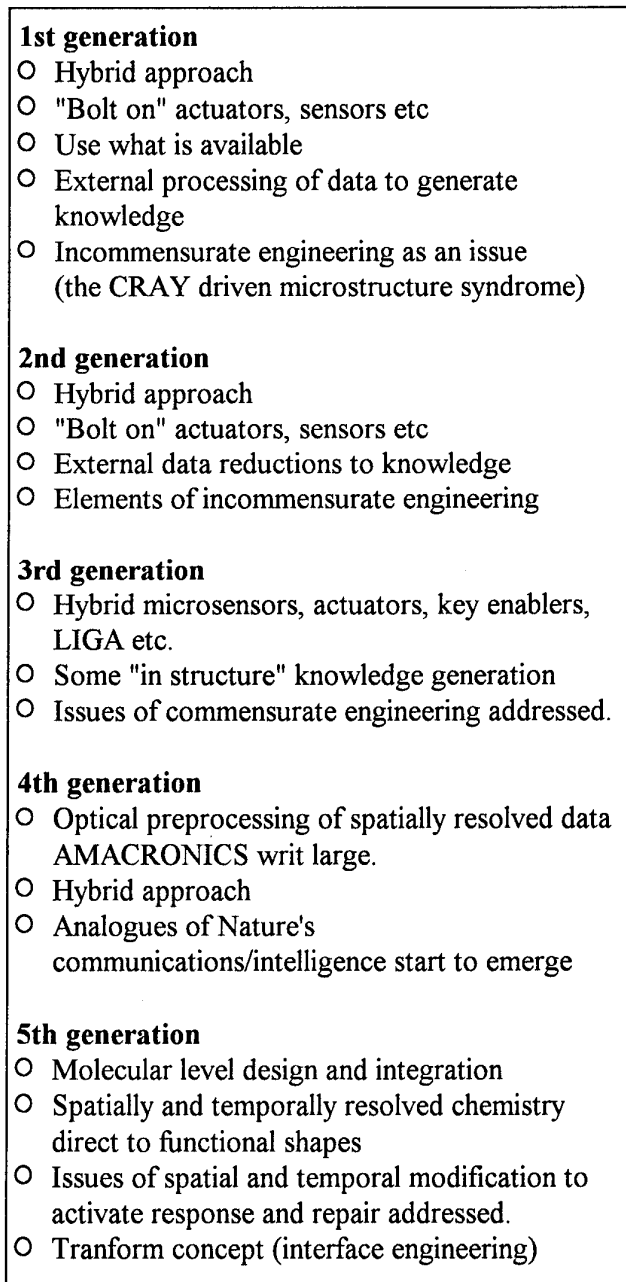 1st generation
O Hybrid approach
O "Bolt on" actuators, sensors etc
O Use what is available
O External processing of data to generate
knowledge
O Incommensurate engineering as an issue
(the CRAY driven microstructure syndrome)
2nd generation
O Hybrid approach
O "Bolt on" actuators, sensors etc
O External data reductions to knowledge
O Elements of incommensurate engineering
3rd generation
O Hybrid microsensors, actuators, key enablers,
LIGA etc.
O Some "in structure" knowledge generation
O Issues of commensurate engineering addressed.
4th generation
O Optical preprocessing of spatially resolved data
AMACRONICS writ large.
O Hybrid approach
O Analogues of Nature's
communications/intelligence start to emerge
5th generation
O Molecular level design and integration
O Spatially and temporally resolved chemistry
direct to functional shapes
O Issues of spatial and temporal modification to
activate response and repair addressed.
O Tranform concept (interface engineering)